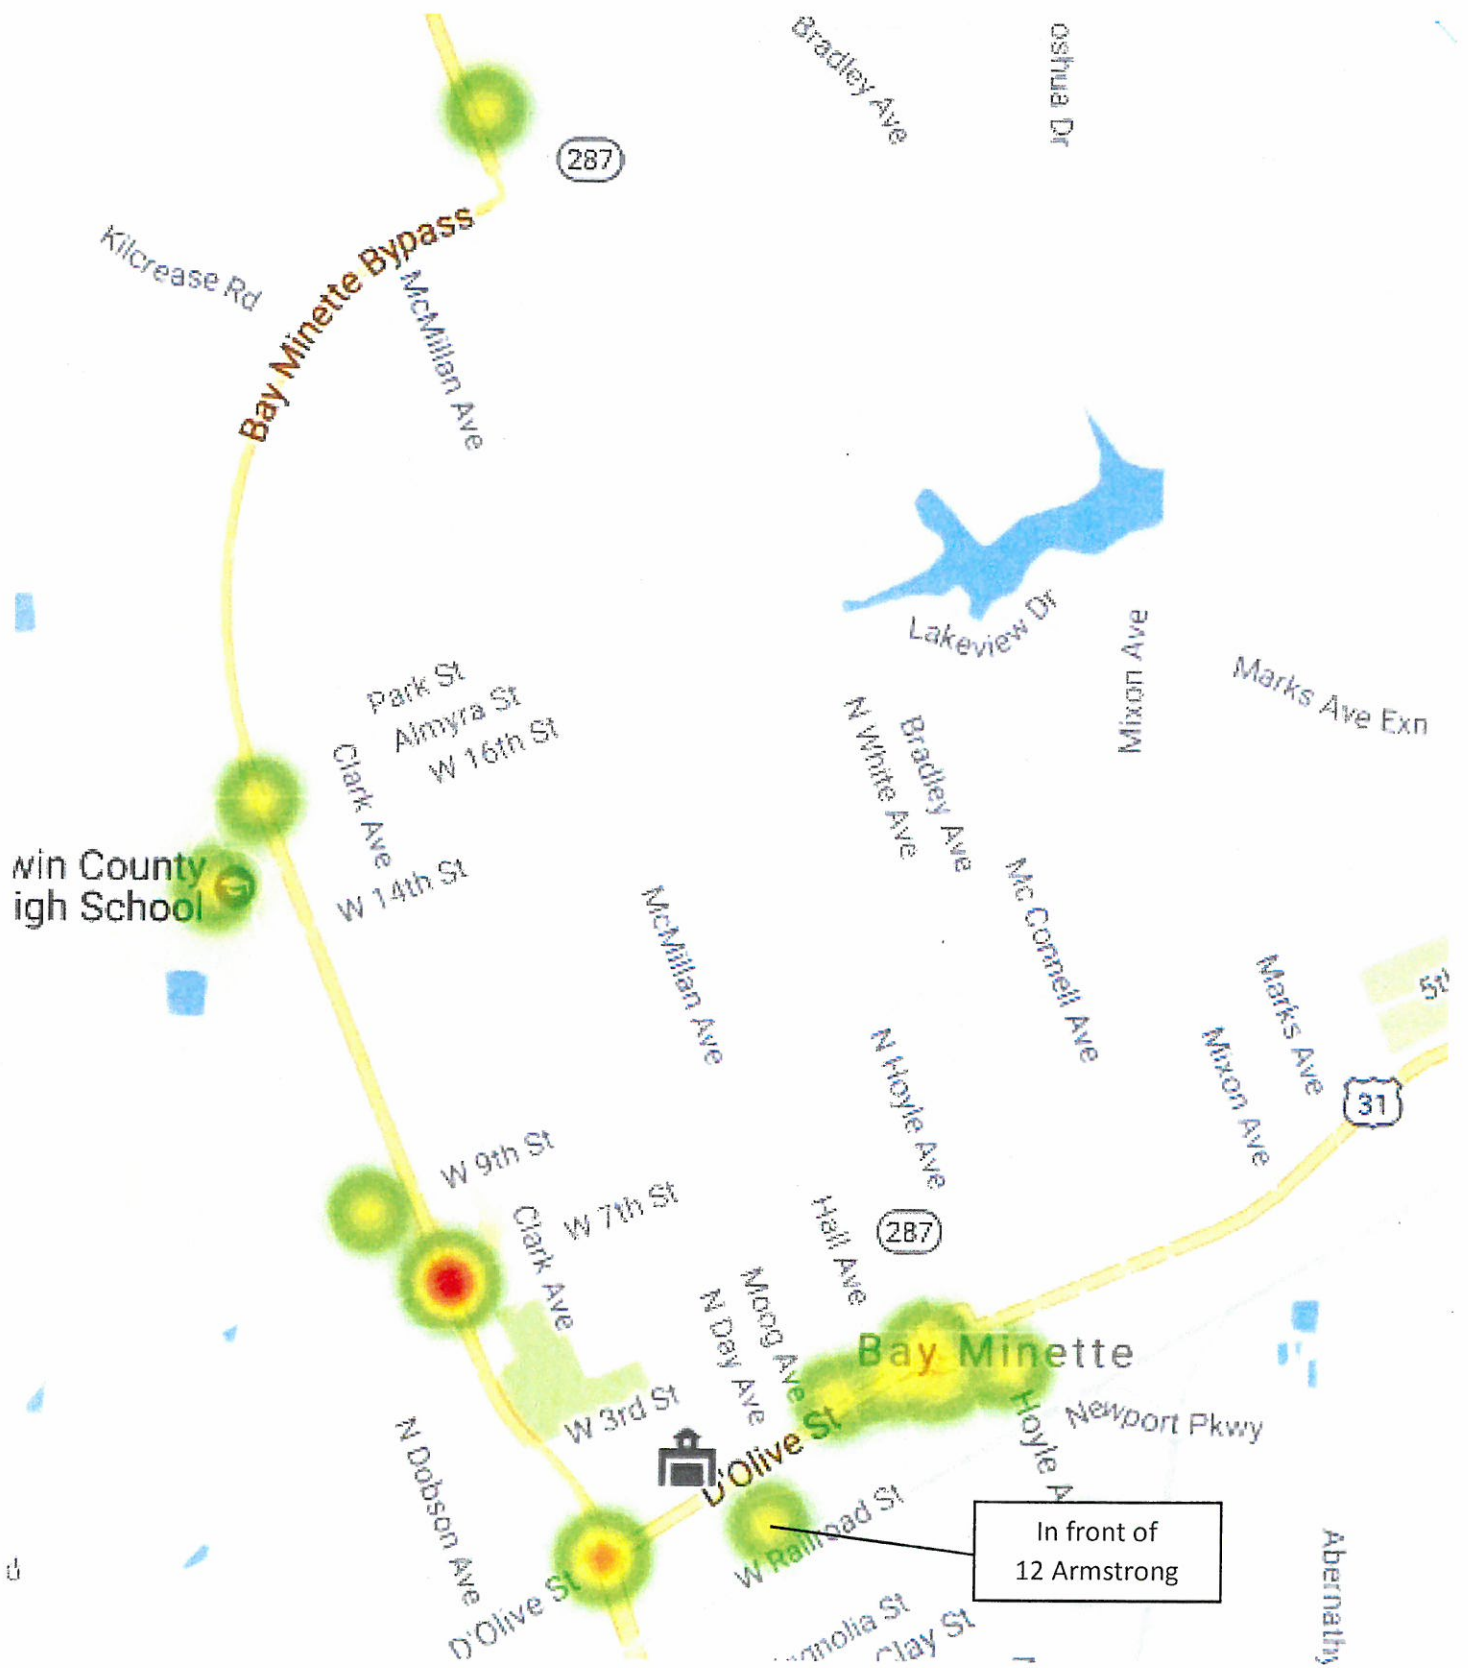 Bradley Ave
oshua Dr
287
Kilcrease Rd
Bay Minette Bypass
McMillan Ave
Lakeview Dr
Mixon Ave
Marks Ave Exn
Park St
Almyra St
W 16th St
Clark Ave
N White Ave
Bradley Ave
win County
igh School
W 14th St
McMillan Ave
Mc Connell Ave
Marks Ave
N Hoyle Ave
Mixon Ave
31
W 9th St
W 7th St
Clark Ave
Hall Ave
287
Moog Ave
N Day Ave
Bay Minette
W 3rd St
Hoyle A
Newport Pkwy
N Dobson Ave
D'Olive St
W Railroad St
In front of
12 Armstrong
D'Olive St
agnolia St
Clay St
Abernathy
d